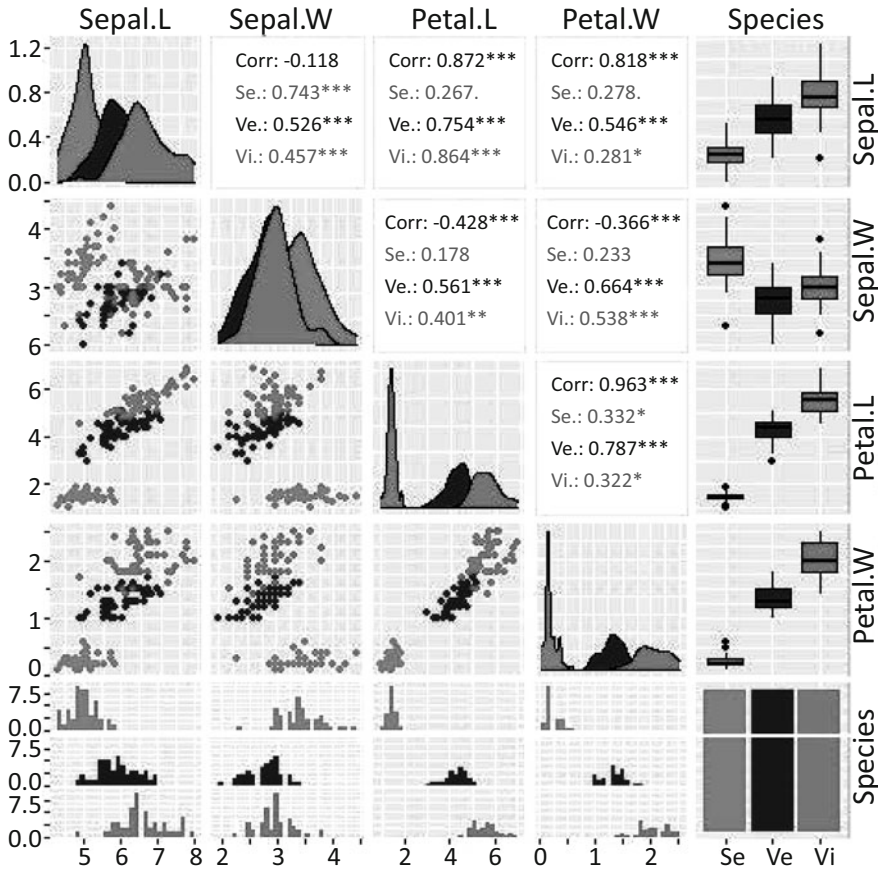 Sepal.L Sepal.W Petal.L Petal.W Species
1.2
0.8
0.4
0.0
Corr: -0.118
Se.: 0.743***
Ve.: 0.526***
Vi.: 0.457***
Corr: 0.872***
Se.: 0.267.
Ve.: 0.754***
Vi.: 0.864***
Corr: 0.818***
Se.: 0.278.
Ve.: 0.546***
Vi.: 0.281*
Sepal.L
4
3
6
Corr: -0.428***
Se.: 0.178
Ve.: 0.561***
Vi.: 0.401**
Corr: -0.366***
Se.: 0.233
Ve.: 0.664***
Vi.: 0.538***
Sepal.W
6
4
2
Corr: 0.963***
Se.: 0.332*
Ve.: 0.787***
Vi.: 0.322*
Petal.L
2
1
0
Petal.W
7.5
0.0
7.5
0.0
7.5
0.0
Species
5 6 7 8 2 3 4 2 4 6 0 1 2 Se Ve Vi